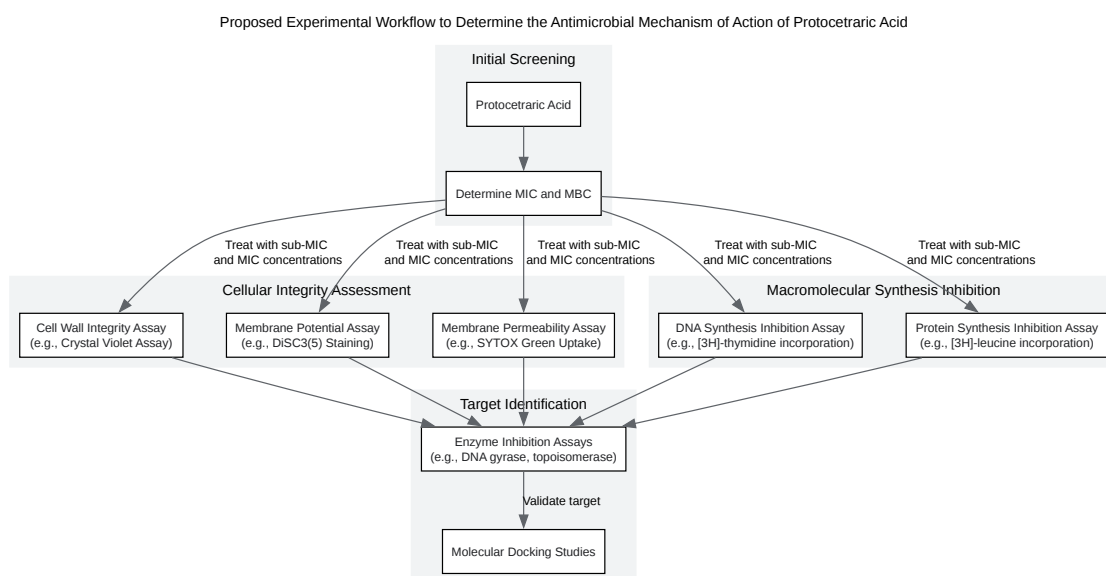 Proposed Experimental Workflow to Determine the Antimicrobial Mechanism of Action of Protocetraric Acid
Initial Screening
Protocetraric Acid
Determine MIC and MBC
Treat with sub-MIC
and MIC concentrations
Treat with sub-MIC
and MIC concentrations
Treat with sub-MIC
and MIC concentrations
Treat with sub-MIC
and MIC concentrations
Treat with sub-MIC
and MIC concentrations
Cellular Integrity Assessment
Macromolecular Synthesis Inhibition
Cell Wall Integrity Assay
(e.g., Crystal Violet Assay)
Membrane Potential Assay
(e.g., DiSC3(5) Staining)
Membrane Permeability Assay
(e.g., SYTOX Green Uptake)
DNA Synthesis Inhibition Assay
(e.g., [3H]-thymidine incorporation)
Protein Synthesis Inhibition Assay
(e.g., [3H]-leucine incorporation)
Target Identification
Enzyme Inhibition Assays
(e.g., DNA gyrase, topoisomerase)
Validate target
Molecular Docking Studies